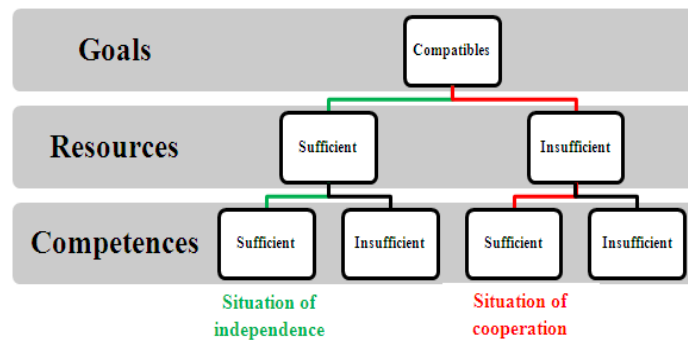 Goals
Compatibles
Resources
Sufficient
Insufficient
Competences
Sufficient
Insufficient
Sufficient
Insufficient
Situation of
independence
Situation of
cooperation